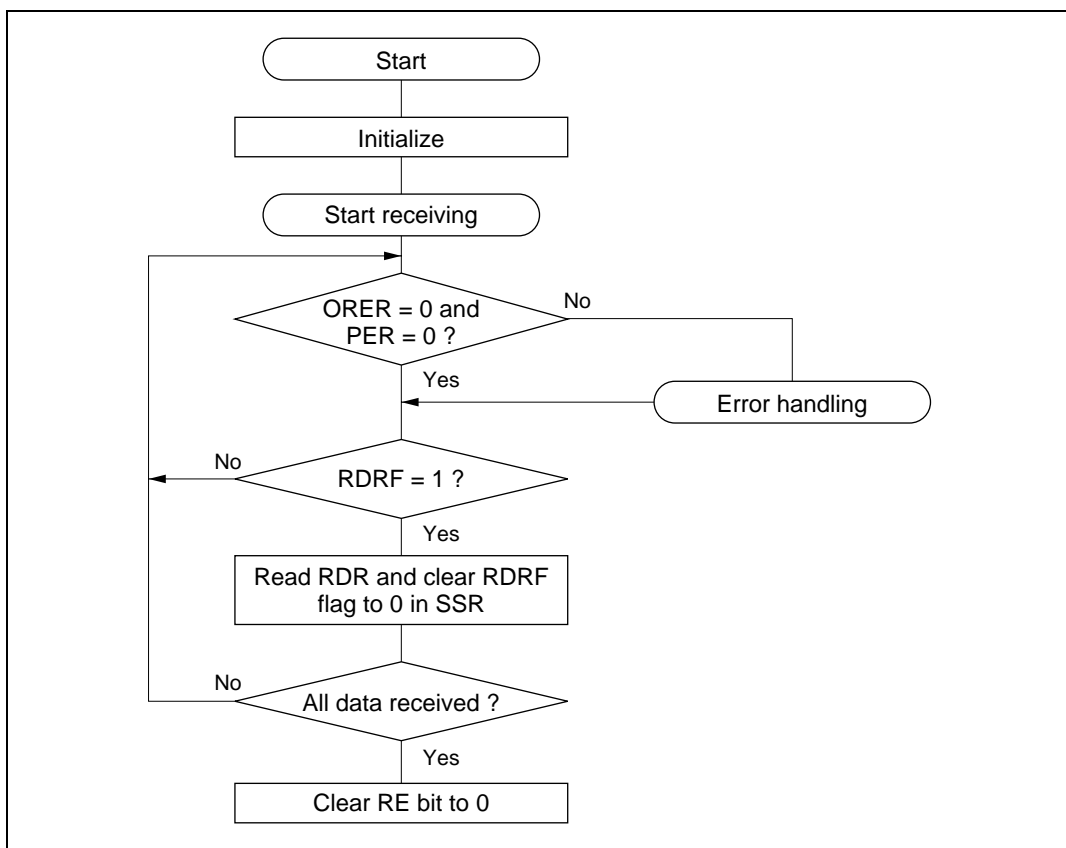 Start
Initialize
Start receiving
ORER = 0 and
PER = 0 ?
No
Yes
Error handling
No
RDRF = 1 ?
Yes
Read RDR and clear RDRF
flag to 0 in SSR
No
All data received ?
Yes
Clear RE bit to 0